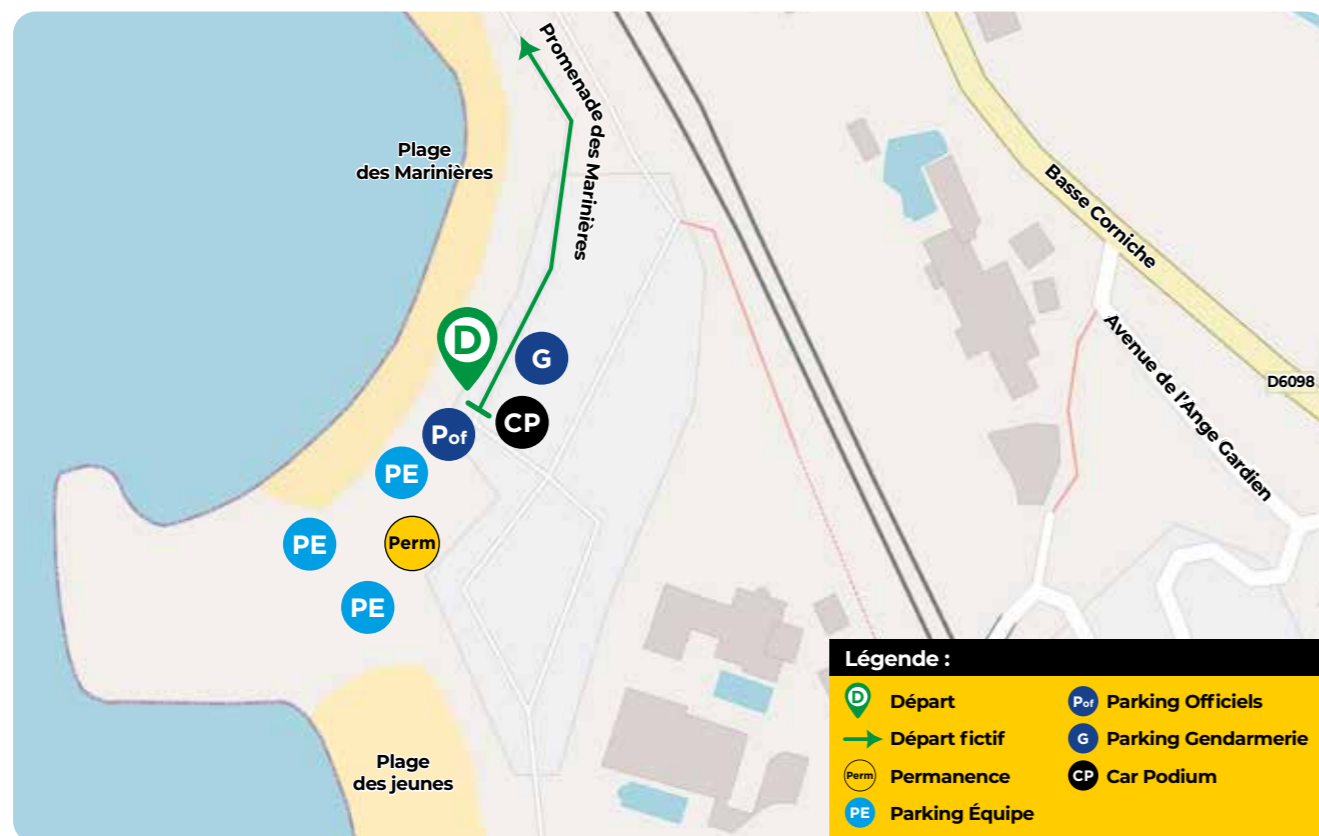 Promenade des Marinières
Plage
des Marinières
Basse Corniche
Avenue de l'Ange Gardien
D6098
D
G
CP
Pof
PE
PE
Perm
PE
Plage
des jeunes
Légende :
D Départ
Départ fictif
Perm Permanence
PE Parking Équipe
Pof Parking Officiels
G Parking Gendarmerie
CP Car Podium